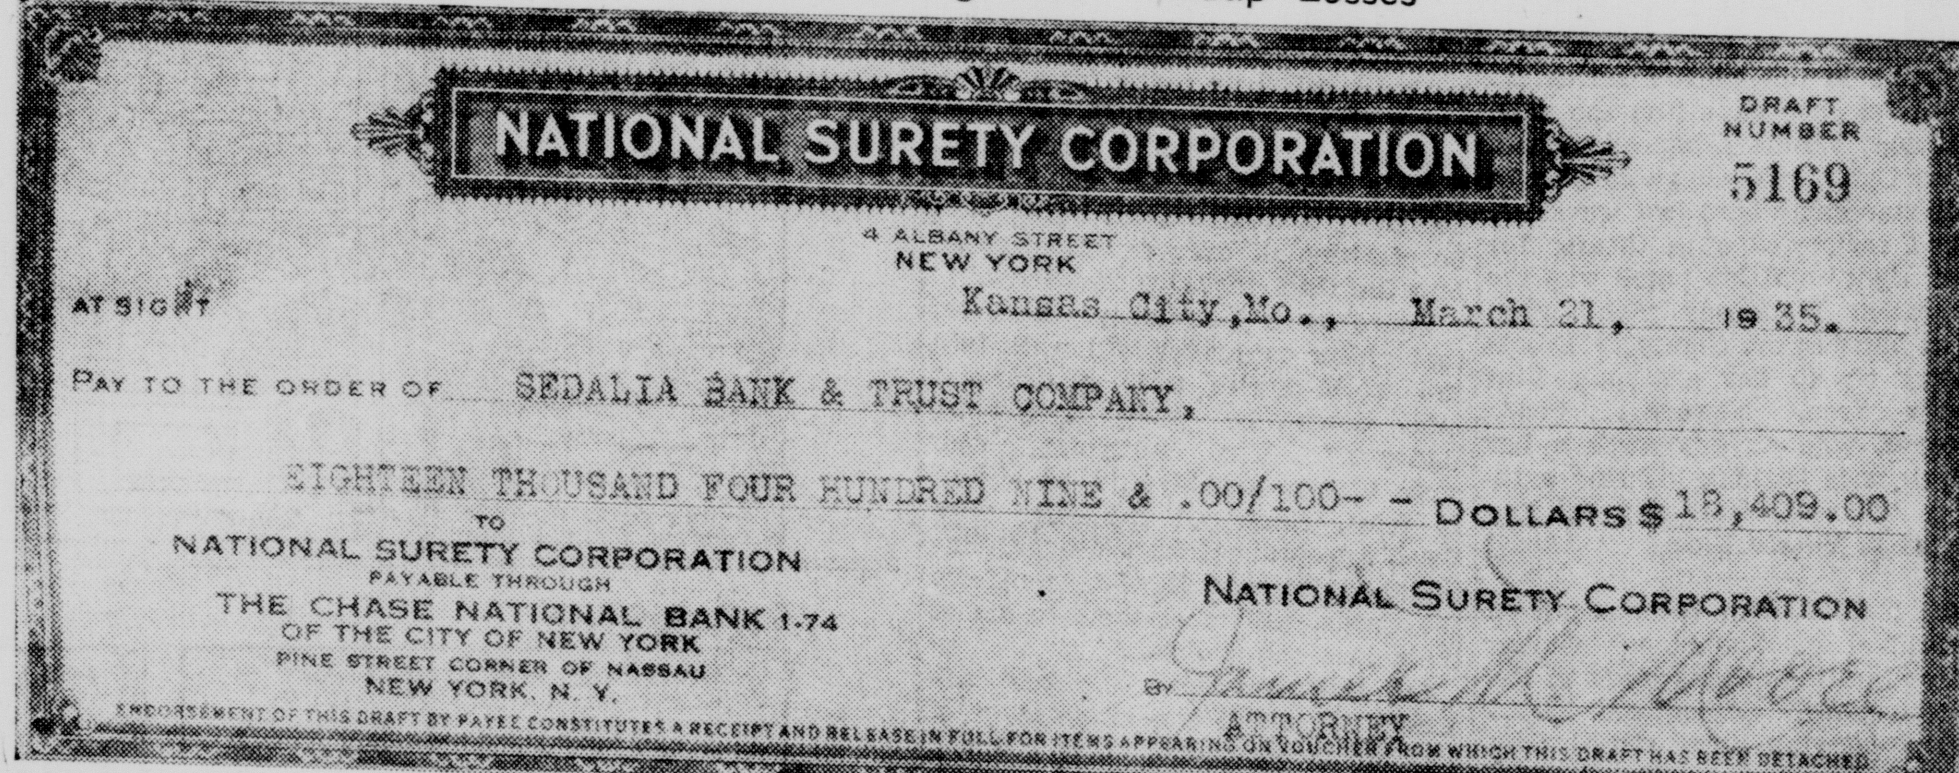 Losses
NATIONAL SURETY CORPORATION
DRAFT
NUMBER
5169
4 ALBANY STREET
NEW YORK
AT SIGHT
Kansas City, Mo., March 21, 1935.
PAY TO THE ORDER OF SEDALIA BANK & TRUST COMPANY,
EIGHTEEN THOUSAND FOUR HUNDRED NINE & .00/100- - DOLLARS $ 18,409.00
TO
NATIONAL SURETY CORPORATION
PAYABLE THROUGH
THE CHASE NATIONAL BANK 1-74
OF THE CITY OF NEW YORK
PINE STREET CORNER OF NASSAU
NEW YORK, N. Y.
NATIONAL SURETY CORPORATION
BY Moore
ATTORNEY
ENDORSEMENT OF THIS DRAFT BY PAYEE CONSTITUTES A RECEIPT AND RELEASE IN FULL FOR ITEMS APPEARING ON VOUCHER FROM WHICH THIS DRAFT HAS BEEN DETACHED